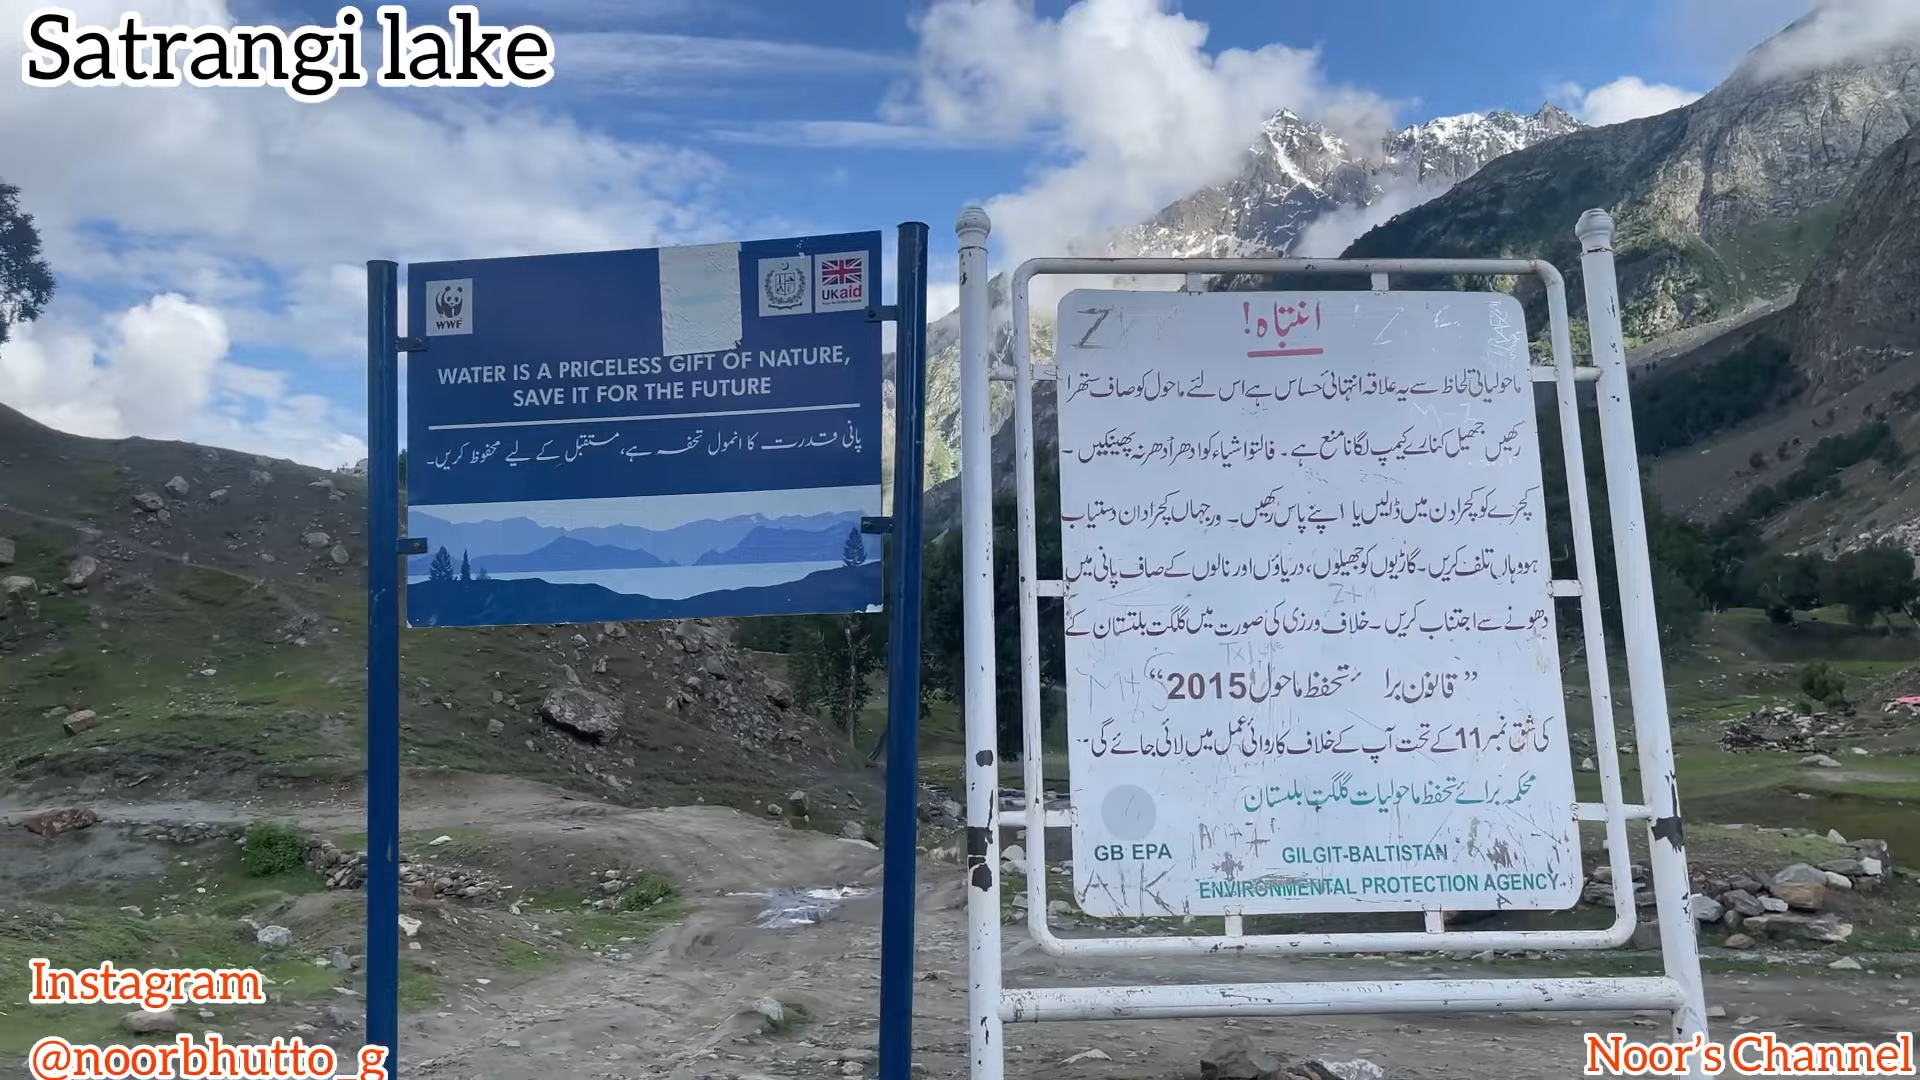 Satrangi lake
WWF
UKaid
WATER IS A PRICELESS GIFT OF NATURE,
SAVE IT FOR THE FUTURE
پانی قدرت کا انمول تحفہ ہے، مستقبل کے لیے محفوظ کریں۔
انتباہ!
ماحولیاتی لحاظ سے یہ علاقہ انتہائی حساس ہے اس لئے ماحول کو صاف ستھرا
رکھیں جھیل کنارے کیمپ لگانا منع ہے۔ فالتو اشیاء کو ادھر اُدھر نہ پھینکیں۔
کچرے کو کچرادن میں ڈالیں یا اپنے پاس رکھیں۔ ورجہاں کچرادان دستیاب
ہو وہاں تلف کریں۔ گاڑیوں کو جھیلوں، دریاؤں اور نالوں کے صاف پانی میں
دھونے سے اجتناب کریں۔ خلاف ورزی کی صورت میں گلگت بلتستان کے
”قانون برا ئے تحفظ ماحول 2015“
کی شق نمبر 11 کے تحت آپ کے خلاف کاروائی عمل میں لائی جائے گی۔۔
محکمہ برائے تحفظ ماحولیات گلگت بلتستان
GB EPA
GILGIT-BALTISTAN
ENVIRONMENTAL PROTECTION AGENCY
Instagram
@noorbhutto_g
Noor's Channel